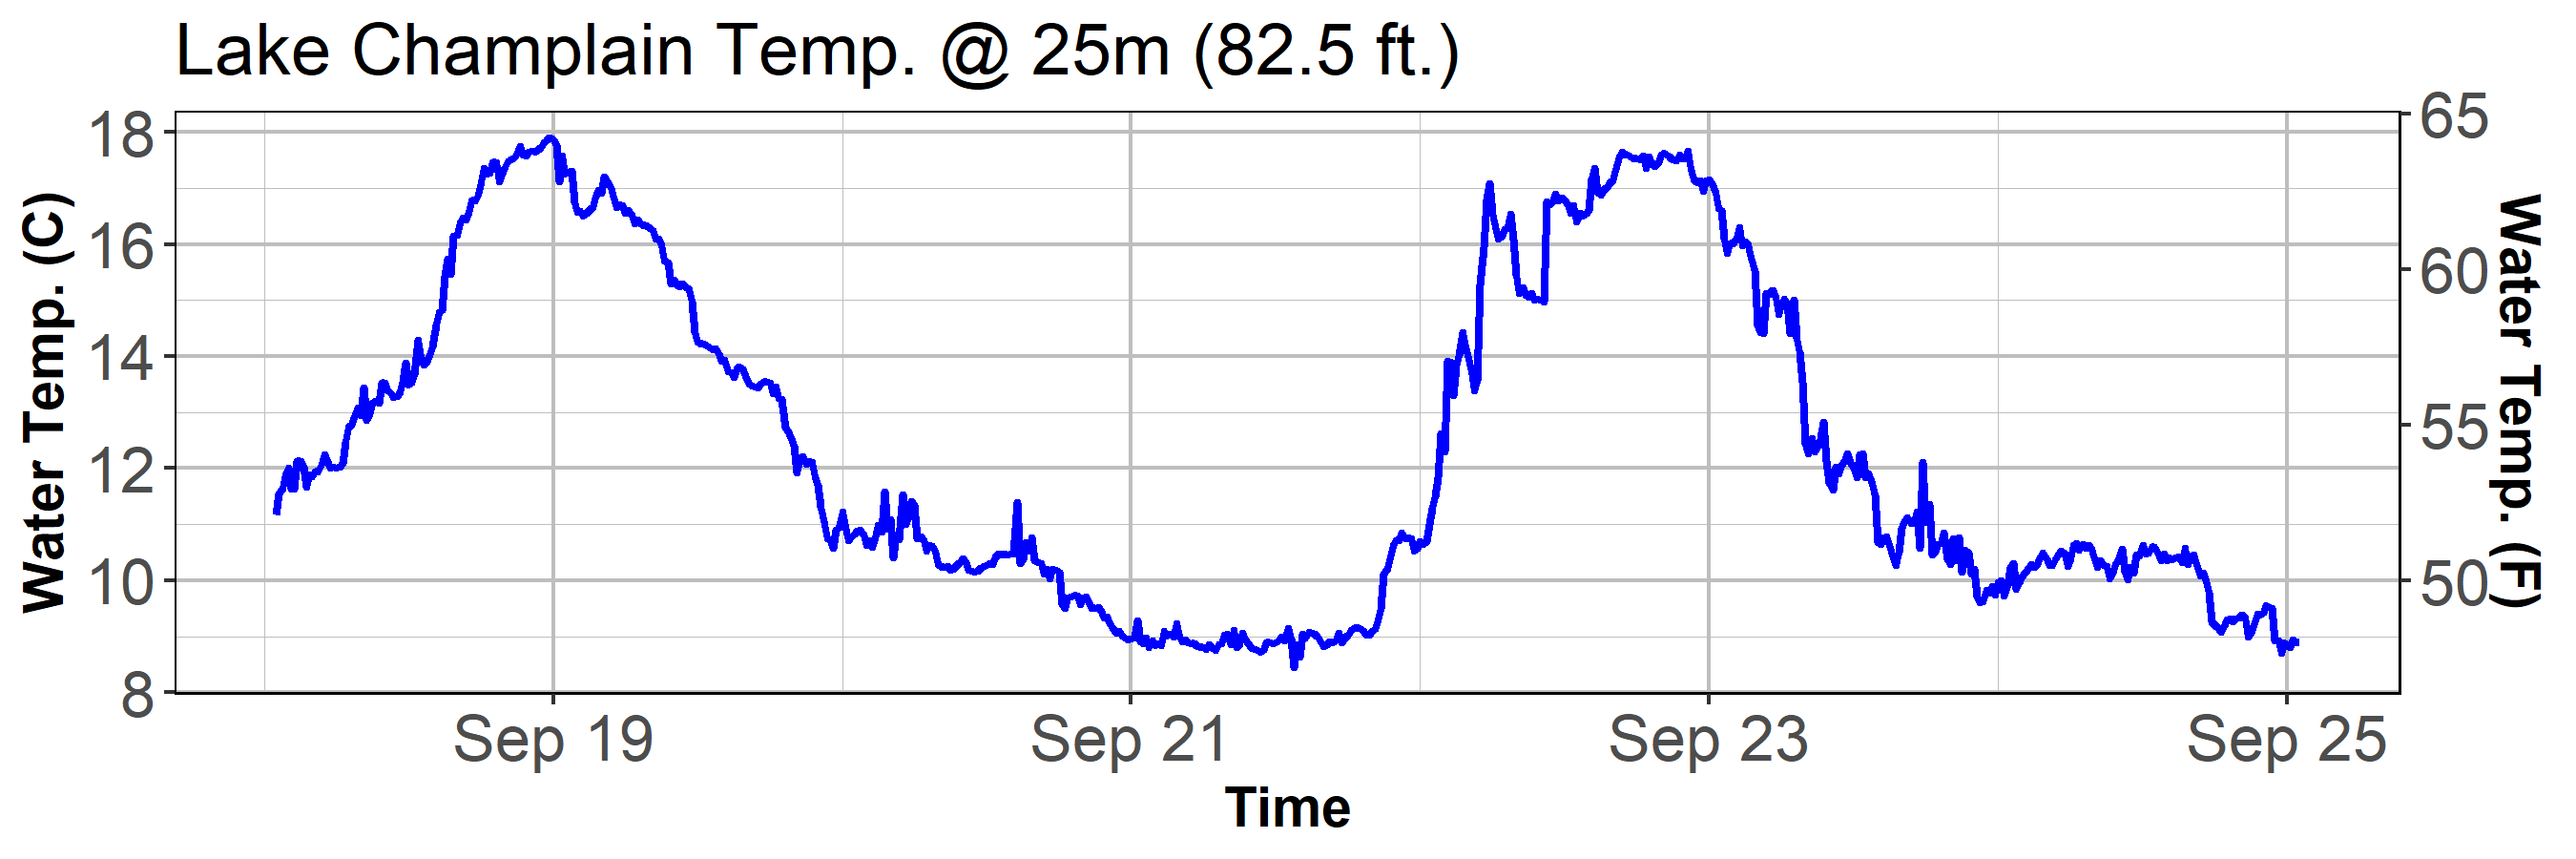 Lake Champlain Temp. @ 25m (82.5 ft.)
Water Temp. (C)
18
16
14
12
10
8
65
60
55
50
Water Temp. (F)
Sep 19 Sep 21 Sep 23 Sep 25
Time